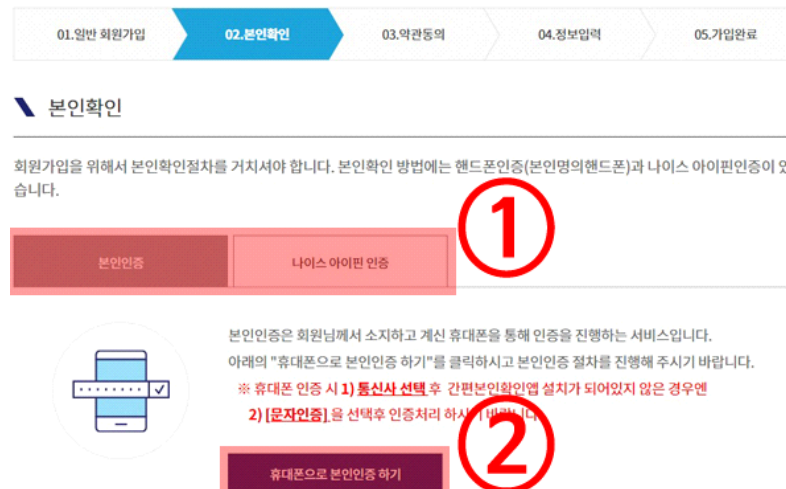 01.일반 회원가입 02.본인확인 03.약관동의 04.정보입력 05.가입완료
본인확인
회원가입을 위해서 본인확인절차를 거치셔야 합니다. 본인확인 방법에는 핸드폰인증(본인명의핸드폰)과 나이스 아이핀인증이 있
습니다.
①
본인인증 나이스 아이핀 인증
본인인증은 회원님께서 소지하고 계신 휴대폰을 통해 인증을 진행하는 서비스입니다.
아래의 "휴대폰으로 본인인증 하기"를 클릭하시고 본인인증 절차를 진행해 주시기 바랍니다.
※ 휴대폰 인증 시 1) 통신사 선택 후 간편본인확인앱 설치가 되어있지 않은 경우엔
2) [문자인증] 을 선택후 인증처리 하시기 바랍니다
②
휴대폰으로 본인인증 하기